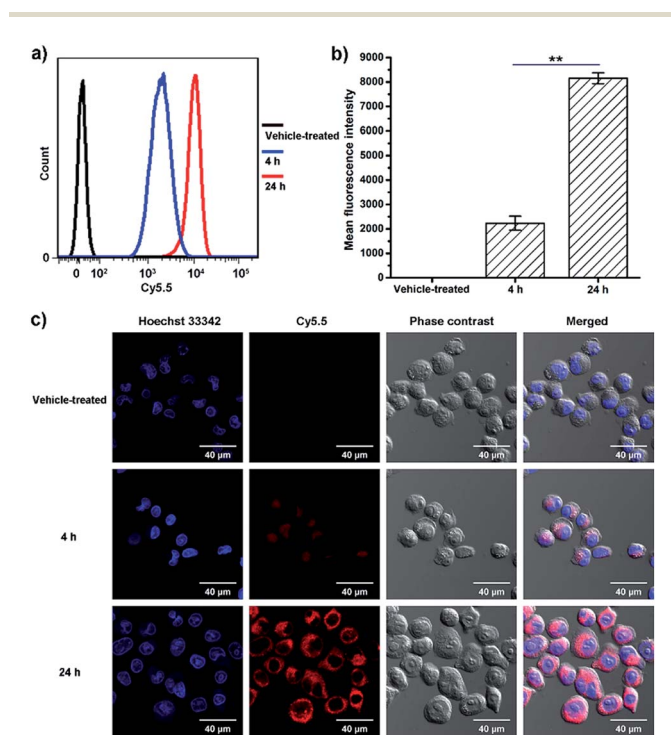 a)
Count
0
0 10² 10³ 10⁴ 10⁵
Cy5.5
Vehicle-treated
4 h
24 h
b)
**
Mean fluorescence intensity
9000
8000
7000
6000
5000
4000
3000
2000
1000
0
Vehicle-treated 4 h 24 h
c)
Hoechst 33342 Cy5.5 Phase contrast Merged
Vehicle-treated
40 µm 40 µm 40 µm 40 µm
4 h
40 µm 40 µm 40 µm 40 µm
24 h
40 µm 40 µm 40 µm 40 µm